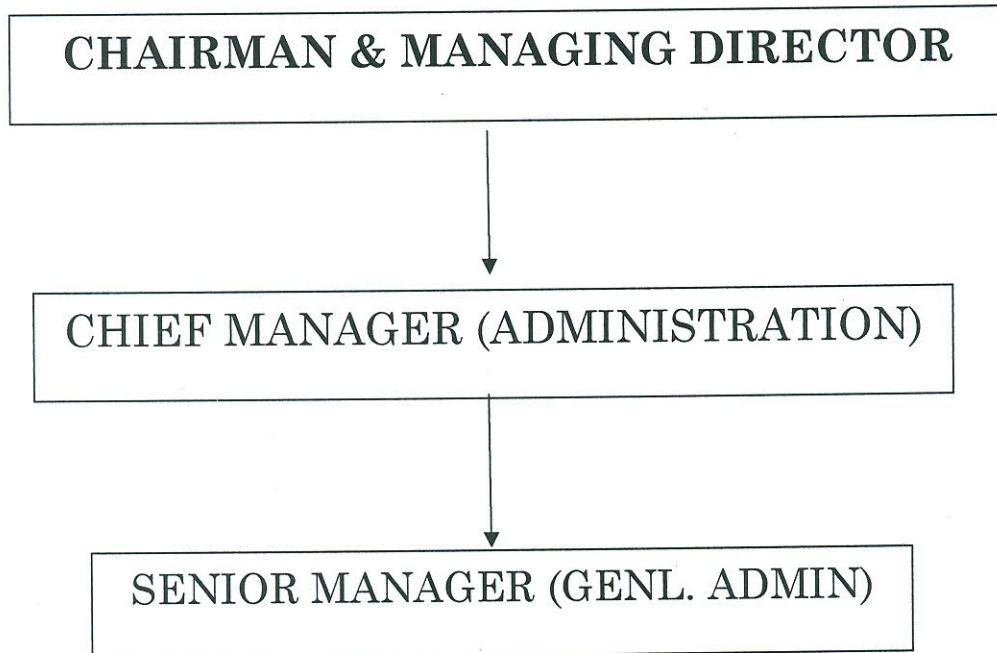 CHAIRMAN & MANAGING DIRECTOR
CHIEF MANAGER (ADMINISTRATION)
SENIOR MANAGER (GENL. ADMIN)